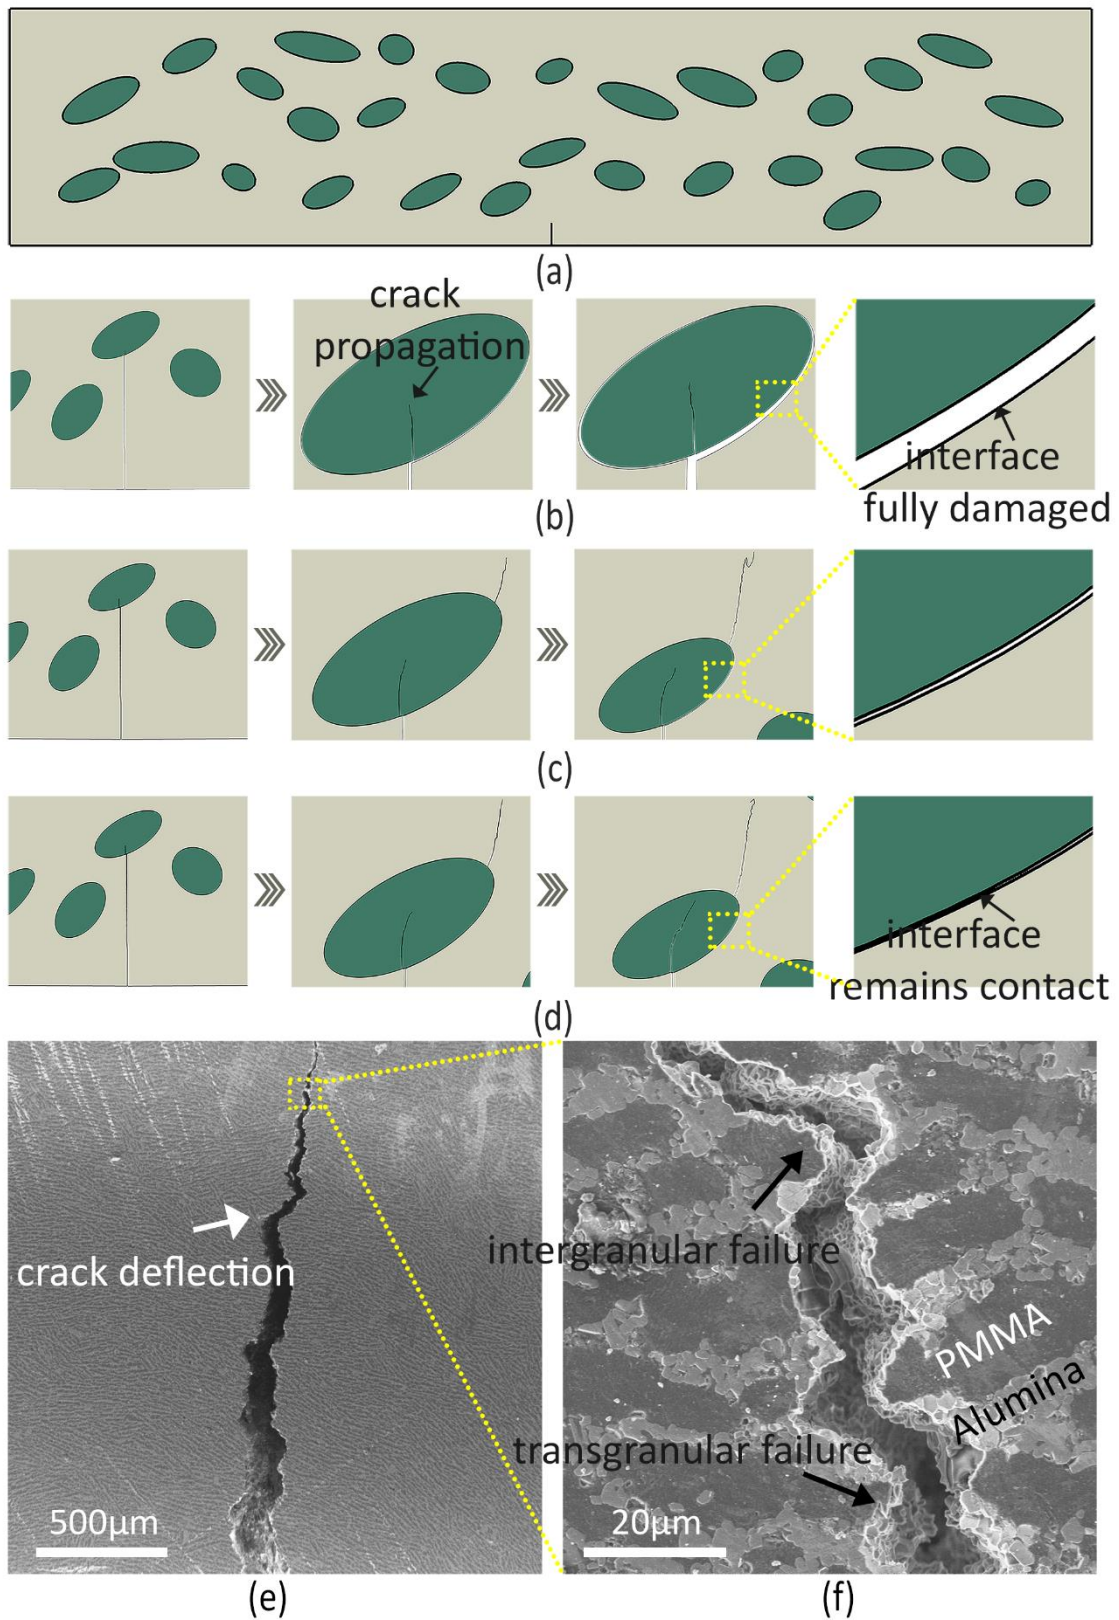 (a)
crack
propagation
interface
fully damaged
(b)
(c)
interface
remains contact
(d)
crack deflection
500μm
(e)
intergranular failure
PMMA
Alumina
transgranular failure
20μm
(f)